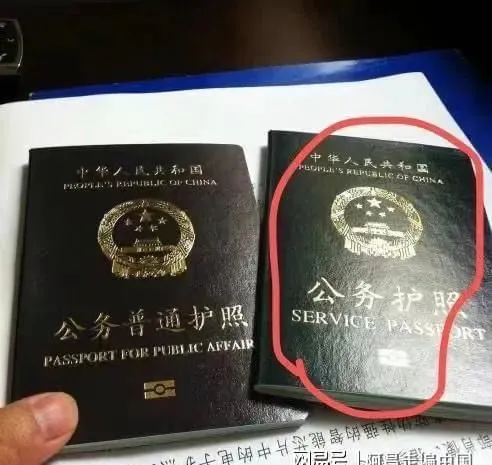 中华人民共和国
PEOPLE'S REPUBLIC OF CHINA
公务普通护照
PASSPORT FOR PUBLIC AFFAIR
中华人民共和国
PEOPLE'S REPUBLIC OF CHINA
公务护照
SERVICE PASSPORT